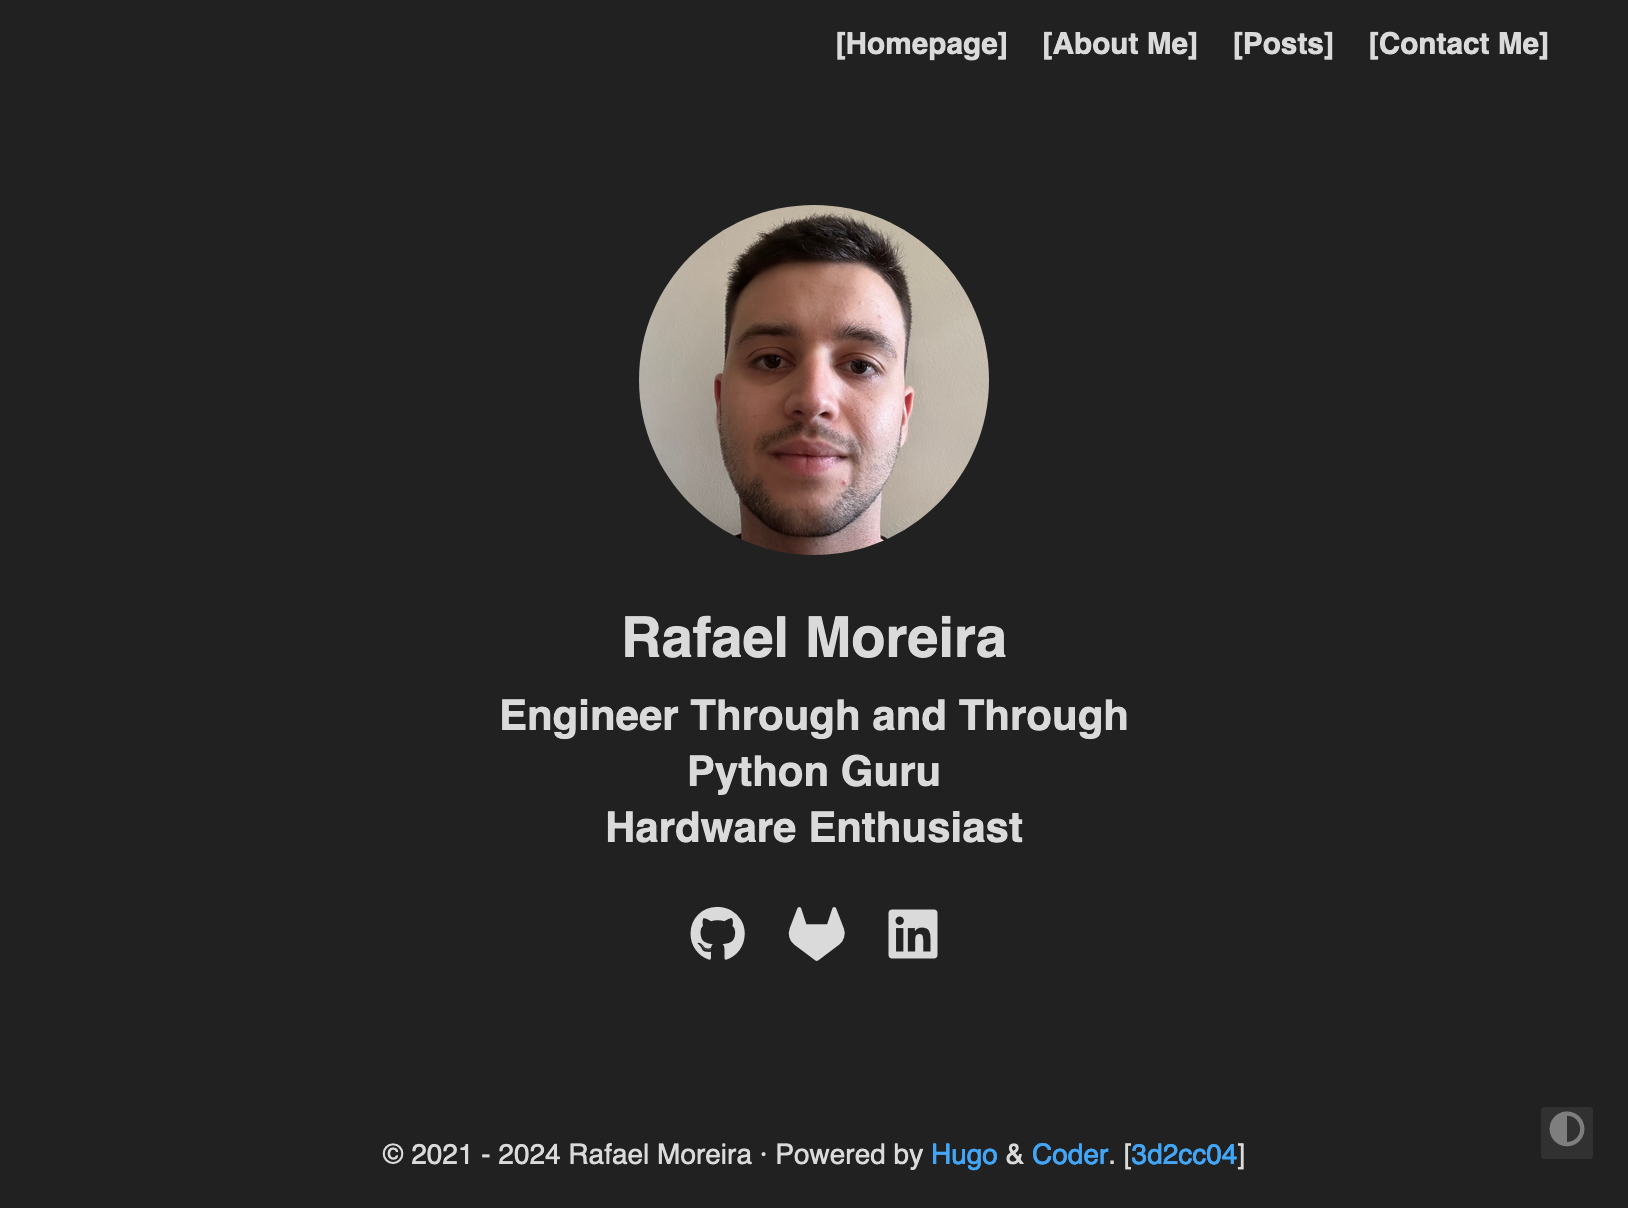 [Homepage] [About Me] [Posts] [Contact Me]
Rafael Moreira
Engineer Through and Through
Python Guru
Hardware Enthusiast
in
© 2021 - 2024 Rafael Moreira · Powered by Hugo & Coder. [3d2cc04]